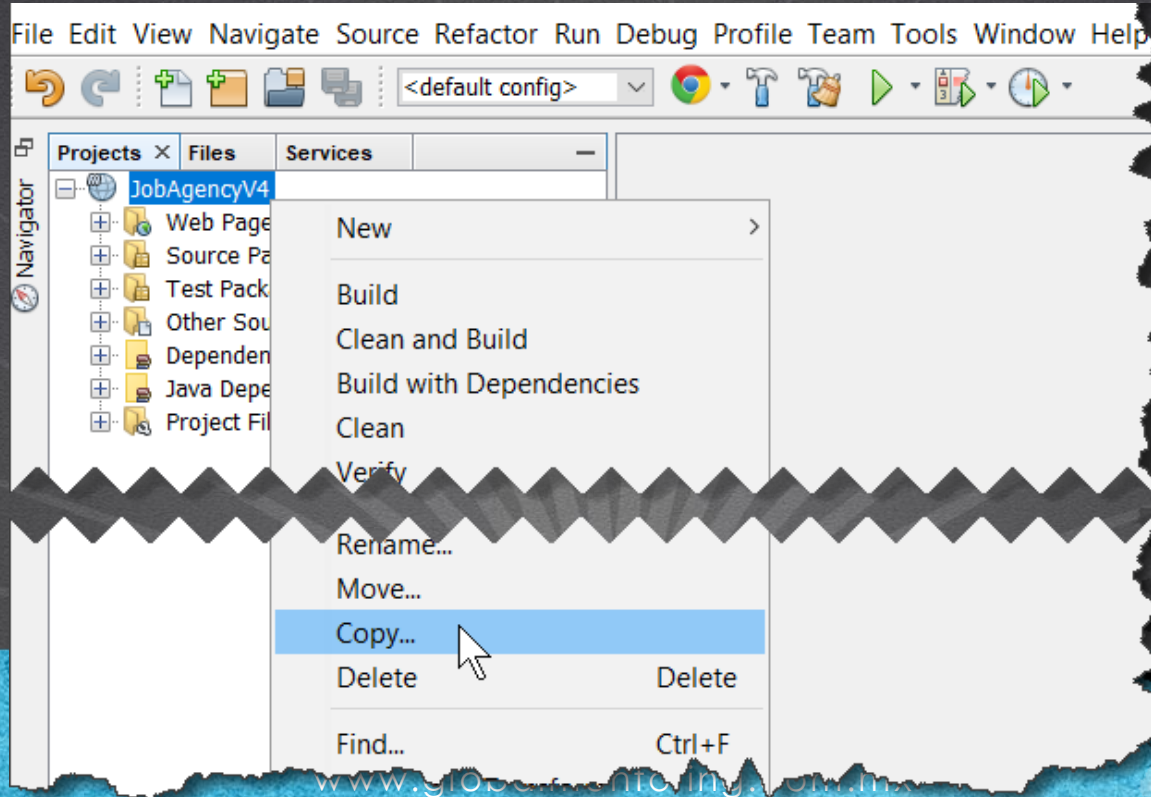 File Edit View Navigate Source Refactor Run Debug Profile Team Tools Window Help
<default config>
Projects Files Services
Navigator
JobAgencyV4
Web Page
Source Pa
Test Pack
Other Sou
Dependen
Java Depe
Project Fil
New
Build
Clean and Build
Build with Dependencies
Clean
Verify
Rename...
Move...
Copy...
Delete Delete
Find... Ctrl+F